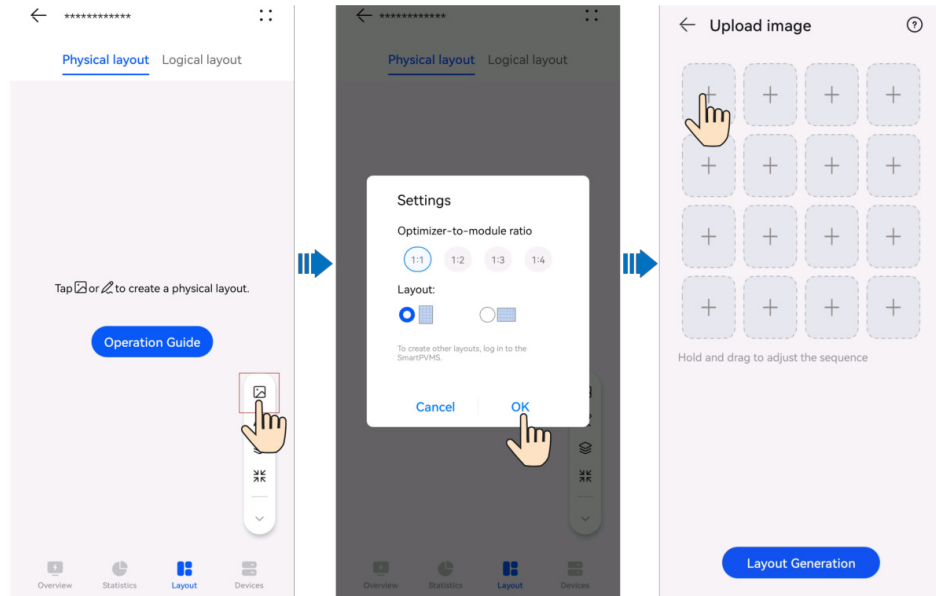 ************
Physical layout Logical layout
Tap or to create a physical layout.
Operation Guide
Overview Statistics Layout Devices
************
Physical layout Logical layout
Settings
Optimizer-to-module ratio
1:1 1:2 1:3 1:4
Layout:
To create other layouts, log in to the
SmartPVMS.
Cancel OK
Overview Statistics Layout Devices
Upload image
Hold and drag to adjust the sequence
Layout Generation